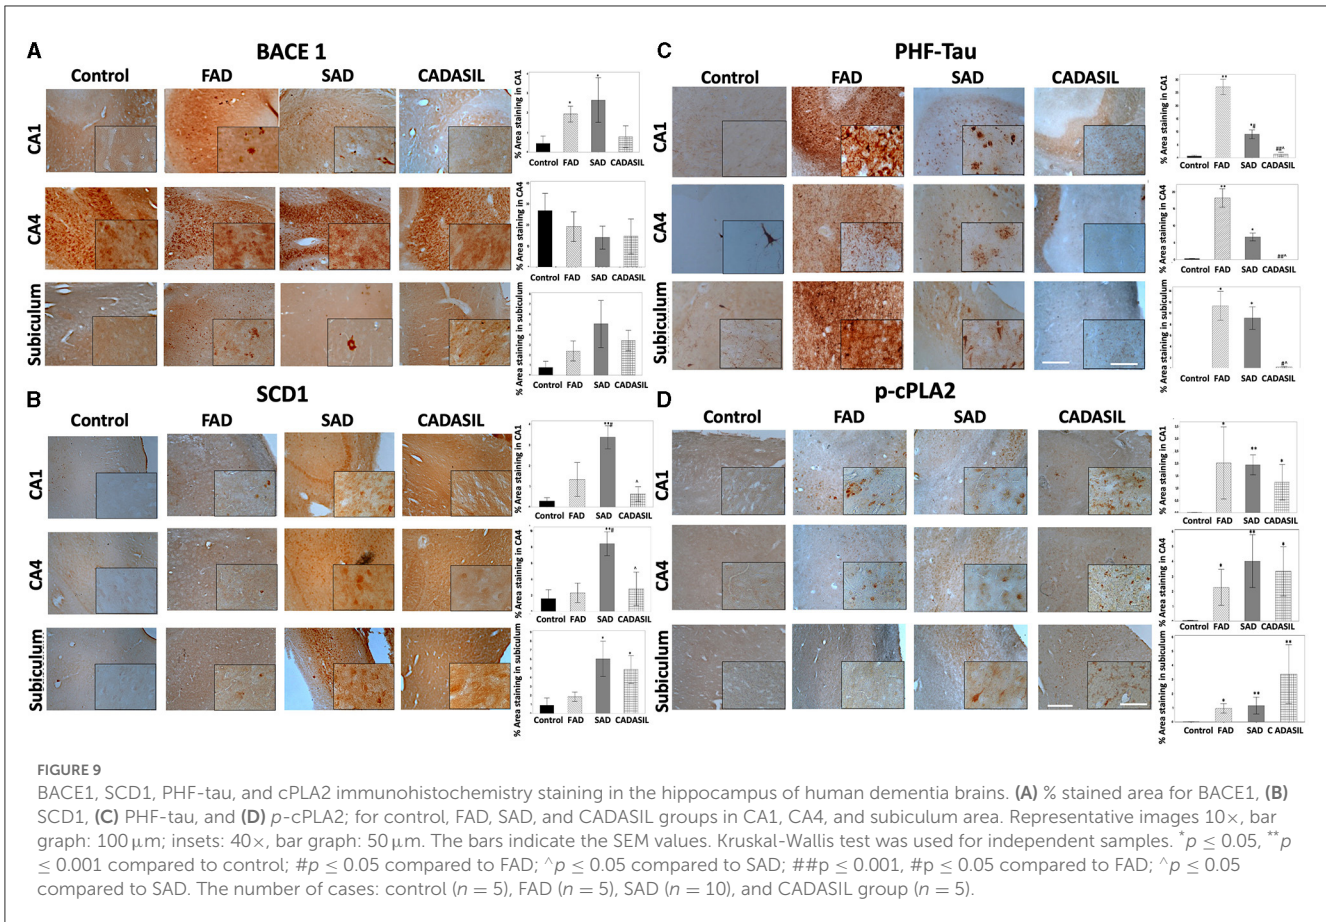 A
BACE 1
Control FAD SAD CADASIL
CA1
% Area staining in CA1
Control FAD SAD CADASIL
CA4
% Area staining in CA4
Control FAD SAD CADASIL
Subiculum
% Area staining in subiculum
Control FAD SAD CADASIL
B
SCD1
Control FAD SAD CADASIL
CA1
% Area staining in CA1
Control FAD SAD CADASIL
CA4
% Area staining in CA4
Control FAD SAD CADASIL
Subiculum
% Area staining in subiculum
Control FAD SAD CADASIL
C
PHF-Tau
Control FAD SAD CADASIL
CA1
% Area staining in CA1
** *# ##^
Control FAD SAD CADASIL
CA4
% Area staining in CA4
** * ##^
Control FAD SAD CADASIL
Subiculum
% Area staining in subiculum
* * #^
Control FAD SAD CADASIL
D
p-cPLA2
Control FAD SAD CADASIL
CA1
% Area staining in CA1
Control FAD SAD CADASIL
CA4
% Area staining in CA4
Control FAD SAD CADASIL
Subiculum
% Area staining in subiculum
Control FAD SAD C ADASIL
FIGURE 9
BACE1, SCD1, PHF-tau, and cPLA2 immunohistochemistry staining in the hippocampus of human dementia brains. (A) % stained area for BACE1, (B)
SCD1, (C) PHF-tau, and (D) p-cPLA2; for control, FAD, SAD, and CADASIL groups in CA1, CA4, and subiculum area. Representative images 10×, bar
graph: 100 μm; insets: 40×, bar graph: 50 μm. The bars indicate the SEM values. Kruskal-Wallis test was used for independent samples. *p ≤ 0.05, **p
≤ 0.001 compared to control; #p ≤ 0.05 compared to FAD; ^p ≤ 0.05 compared to SAD; ##p ≤ 0.001, #p ≤ 0.05 compared to FAD; ^p ≤ 0.05
compared to SAD. The number of cases: control (n = 5), FAD (n = 5), SAD (n = 10), and CADASIL group (n = 5).